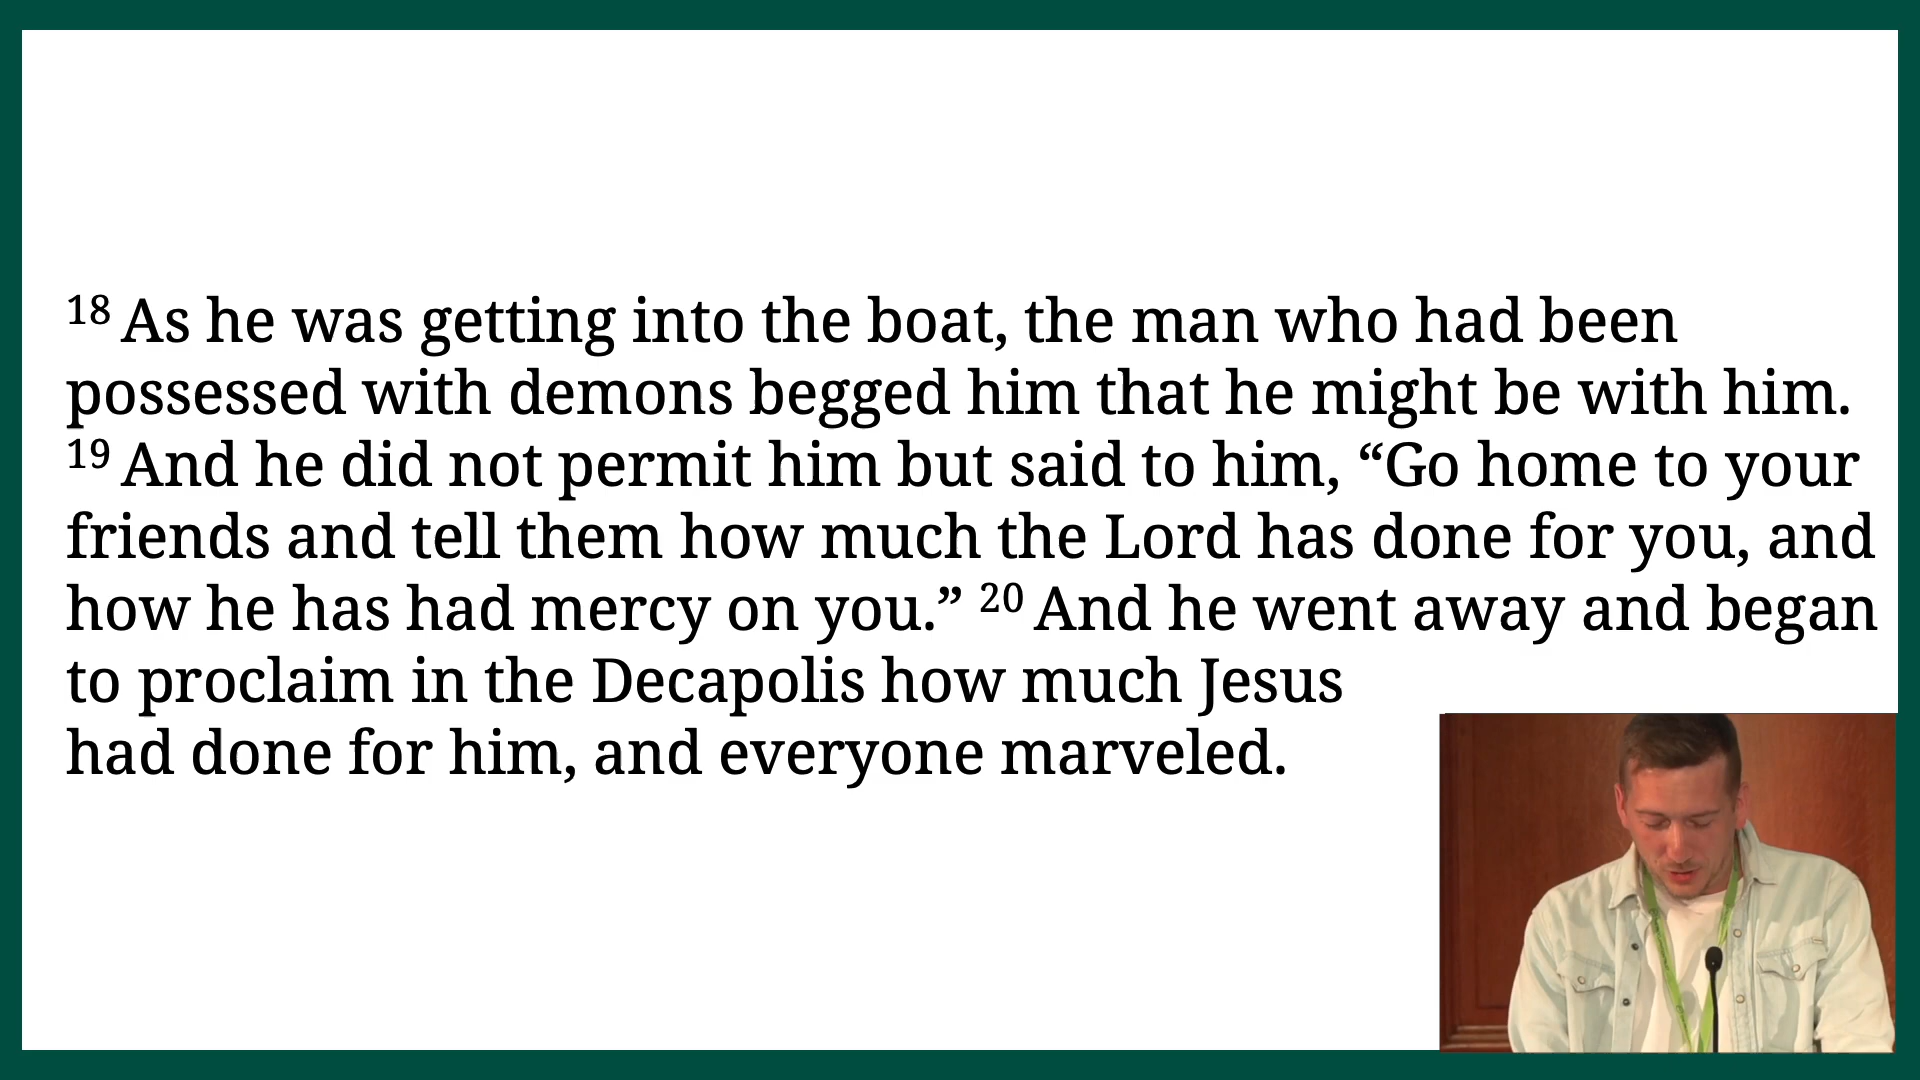 18 As he was getting into the boat, the man who had been
possessed with demons begged him that he might be with him.
19 And he did not permit him but said to him, “Go home to your
friends and tell them how much the Lord has done for you, and
how he has had mercy on you.” 20 And he went away and began
to proclaim in the Decapolis how much Jesus
had done for him, and everyone marveled.